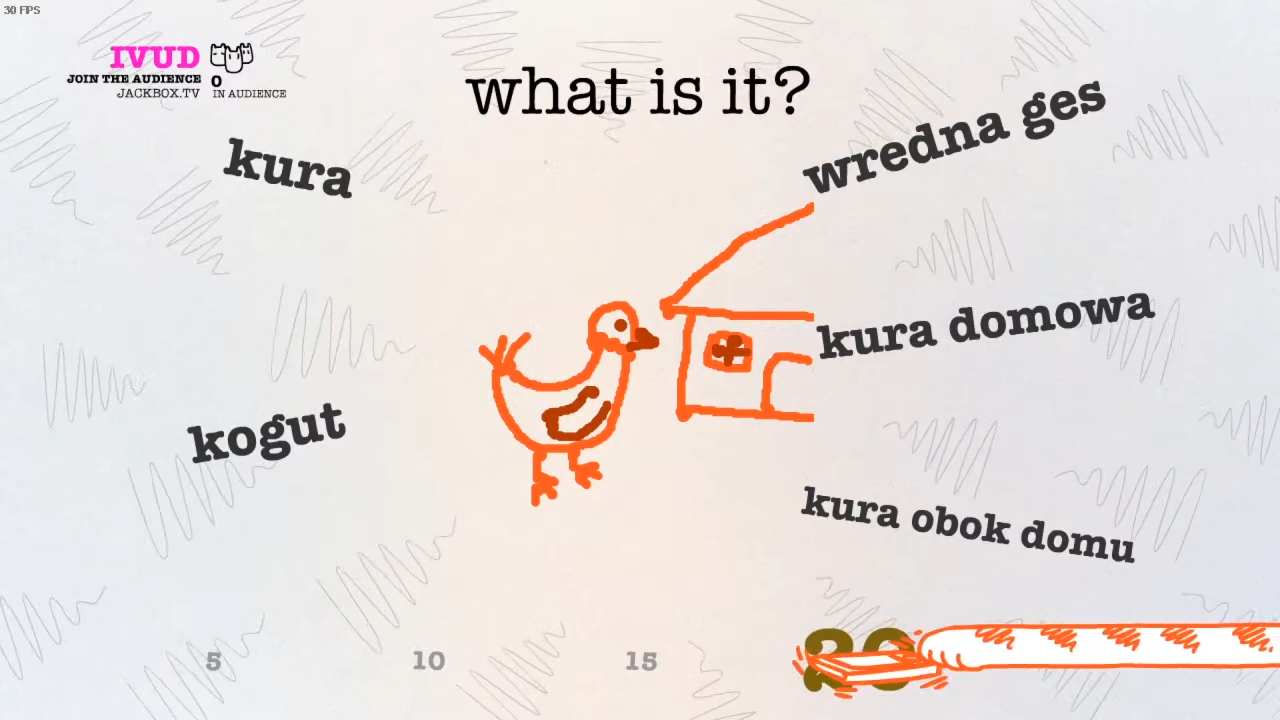 30 FPS
IVUD
JOIN THE AUDIENCE
JACKBOX.TV
0
IN AUDIENCE
what is it?
kura
wredna ges
kura domowa
kogut
kura obok domu
5
10
15
20